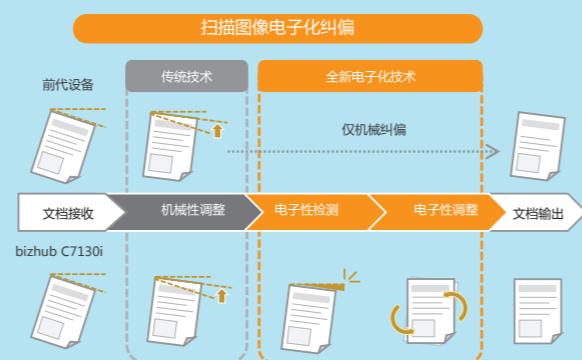 扫描图像电子化纠偏
传统技术
全新电子化技术
前代设备
仅机械纠偏
文档接收
机械性调整
电子性检测
电子性调整
文档输出
bizhub C7130i